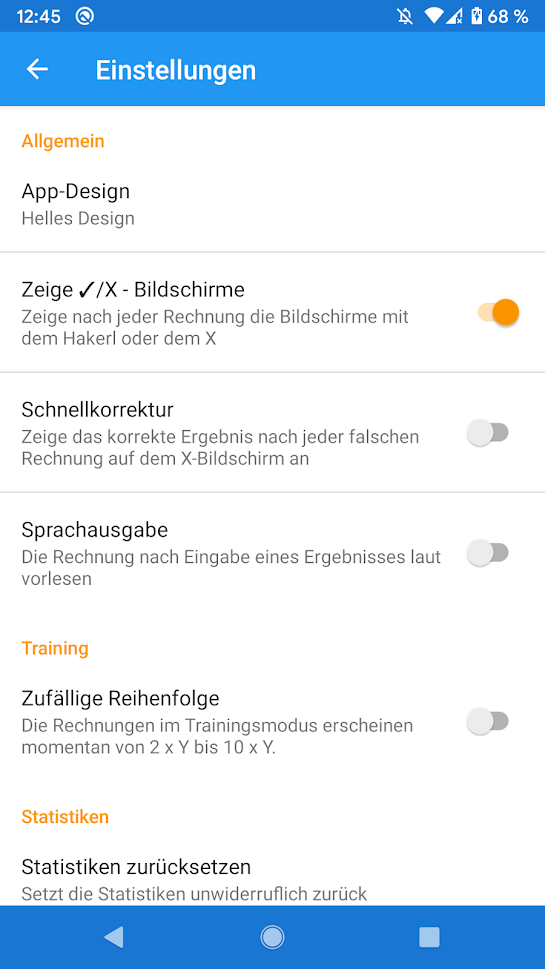 12:45
68 %
Einstellungen
Allgemein
App-Design
Helles Design
Zeige ✓/X - Bildschirme
Zeige nach jeder Rechnung die Bildschirme mit
dem Hakerl oder dem X
Schnellkorrektur
Zeige das korrekte Ergebnis nach jeder falschen
Rechnung auf dem X-Bildschirm an
Sprachausgabe
Die Rechnung nach Eingabe eines Ergebnisses laut
vorlesen
Training
Zufällige Reihenfolge
Die Rechnungen im Trainingsmodus erscheinen
momentan von 2 x Y bis 10 x Y.
Statistiken
Statistiken zurücksetzen
Setzt die Statistiken unwiderruflich zurück